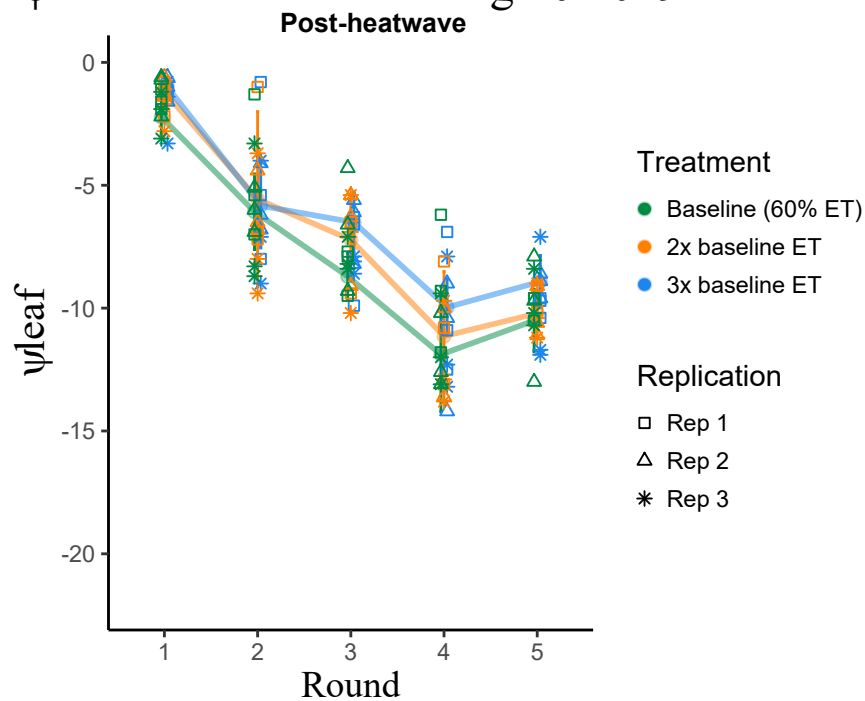 Post-heatwave
0
-5
-10
-15
-20
ψleaf
1 2 3 4 5
Round
Treatment
Baseline (60% ET)
2x baseline ET
3x baseline ET
Replication
Rep 1
Rep 2
Rep 3